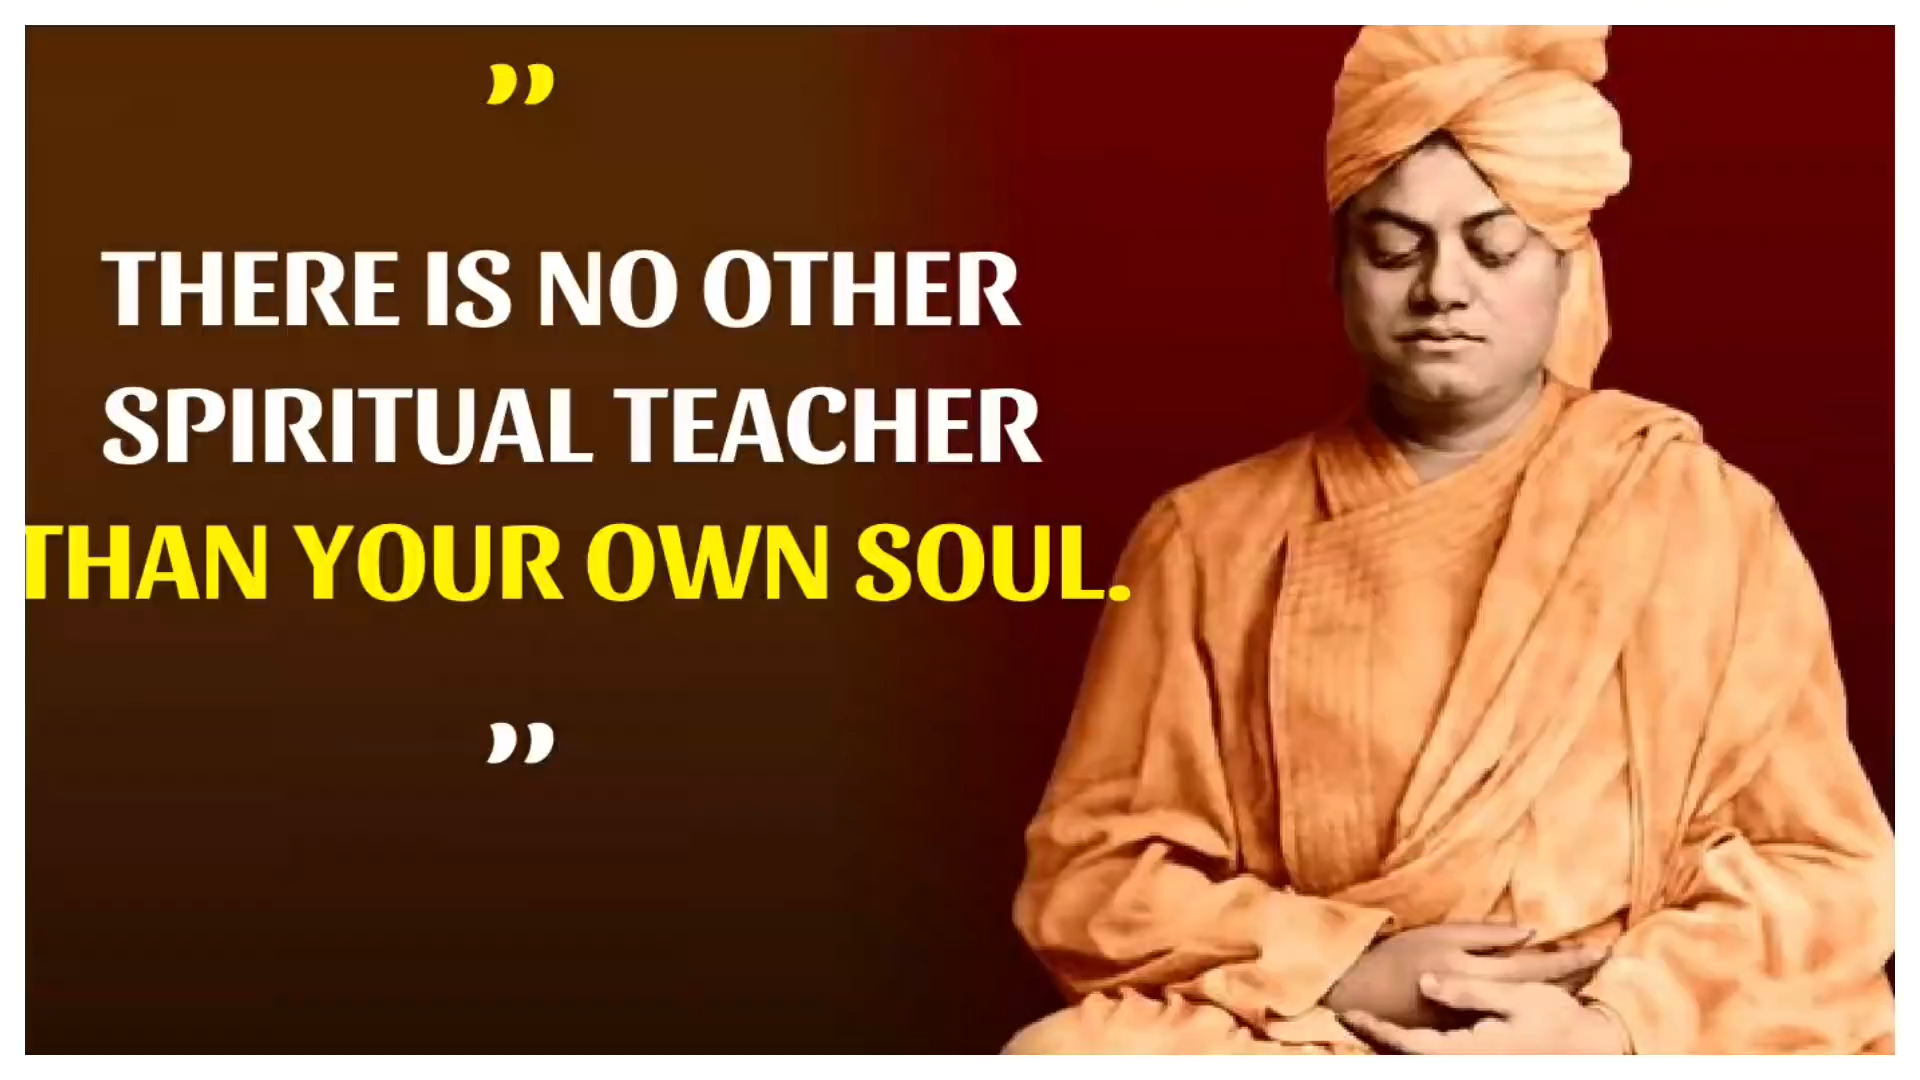 ”
THERE IS NO OTHER
SPIRITUAL TEACHER
THAN YOUR OWN SOUL.
”